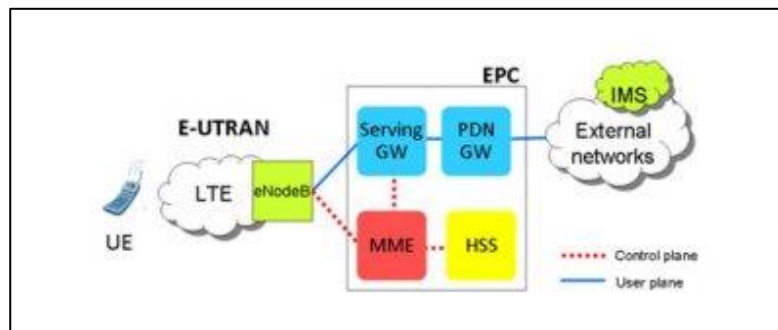 EPC
IMS
E-UTRAN
Serving
GW
PDN
GW
External
networks
LTE
eNodeB
UE
MME
HSS
Control plane
User plane